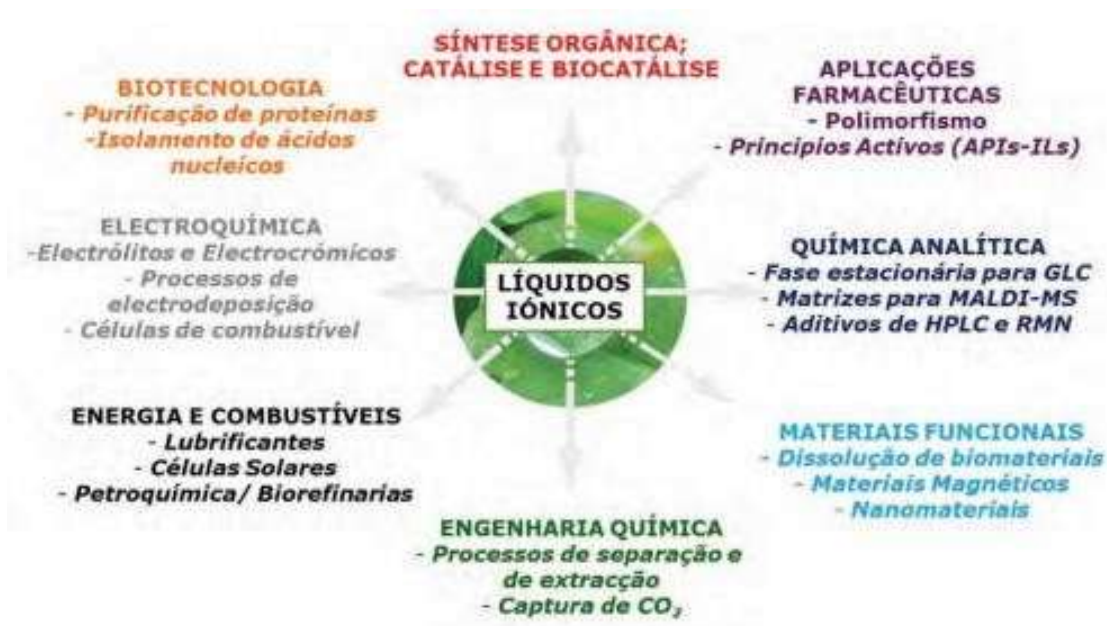 SÍNTESE ORGÂNICA;
CATÁLISE E BIOCATÁLISE
BIOTECNOLOGIA
- Purificação de proteínas
-Isolamento de ácidos
nucleícos
APLICAÇÕES
FARMACÊUTICAS
- Polimorfismo
- Princípios Activos (APIs-ILs)
ELECTROQUÍMICA
-Electrólitos e Electrocrómicos
- Processos de
electrodeposição
- Células de combustível
LÍQUIDOS
IÓNICOS
QUÍMICA ANALÍTICA
- Fase estacionária para GLC
- Matrizes para MALDI-MS
- Aditivos de HPLC e RMN
ENERGIA E COMBUSTÍVEIS
- Lubrificantes
- Células Solares
- Petroquímica/ Biorefinarias
MATERIAIS FUNCIONAIS
- Dissolução de biomateriais
- Materiais Magnéticos
- Nanomateriais
ENGENHARIA QUÍMICA
- Processos de separação e
de extracção
- Captura de CO₂